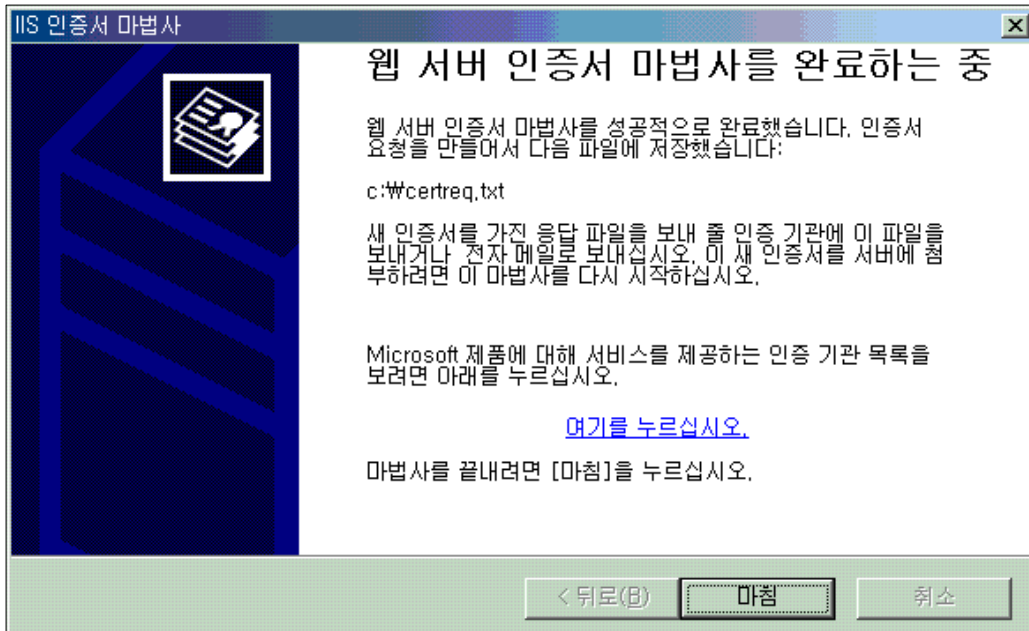 IIS 인증서 마법사
웹 서버 인증서 마법사를 완료하는 중
웹 서버 인증서 마법사를 성공적으로 완료했습니다. 인증서
요청을 만들어서 다음 파일에 저장했습니다:
c:₩certreq.txt
새 인증서를 가진 응답 파일을 보내 줄 인증 기관에 이 파일을
보내거나 전자 메일로 보내십시오. 이 새 인증서를 서버에 첨
부하려면 이 마법사를 다시 시작하십시오.
Microsoft 제품에 대해 서비스를 제공하는 인증 기관 목록을
보려면 아래를 누르십시오.
여기를 누르십시오.
마법사를 끝내려면 [마침]을 누르십시오.
< 뒤로(B) 마침 취소